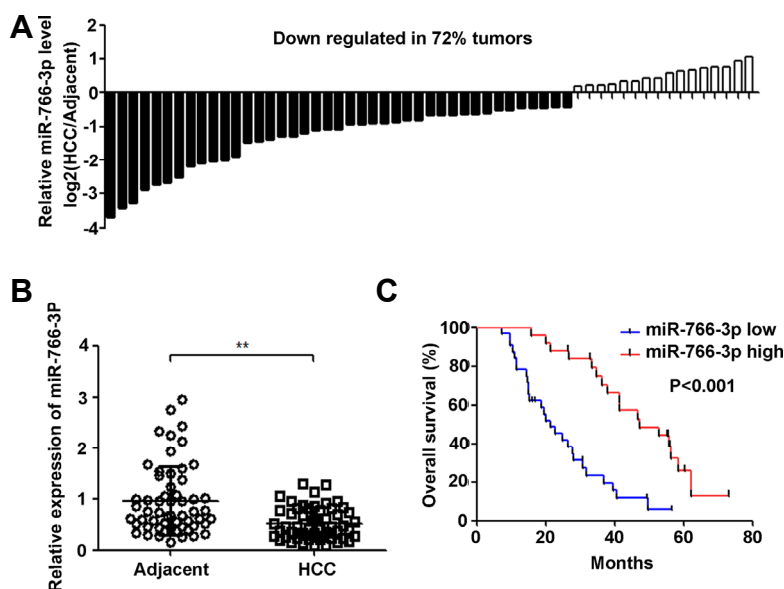 A
Relative miR-766-3p level
log2(HCC/Adjacent)
Down regulated in 72% tumors
2
1
0
-1
-2
-3
-4
B
Relative expression of miR-766-3P
4
3
2
1
0
**
Adjacent
HCC
C
Overall survival (%)
100
80
60
40
20
0
miR-766-3p low
miR-766-3p high
P<0.001
0
20
40
60
80
Months